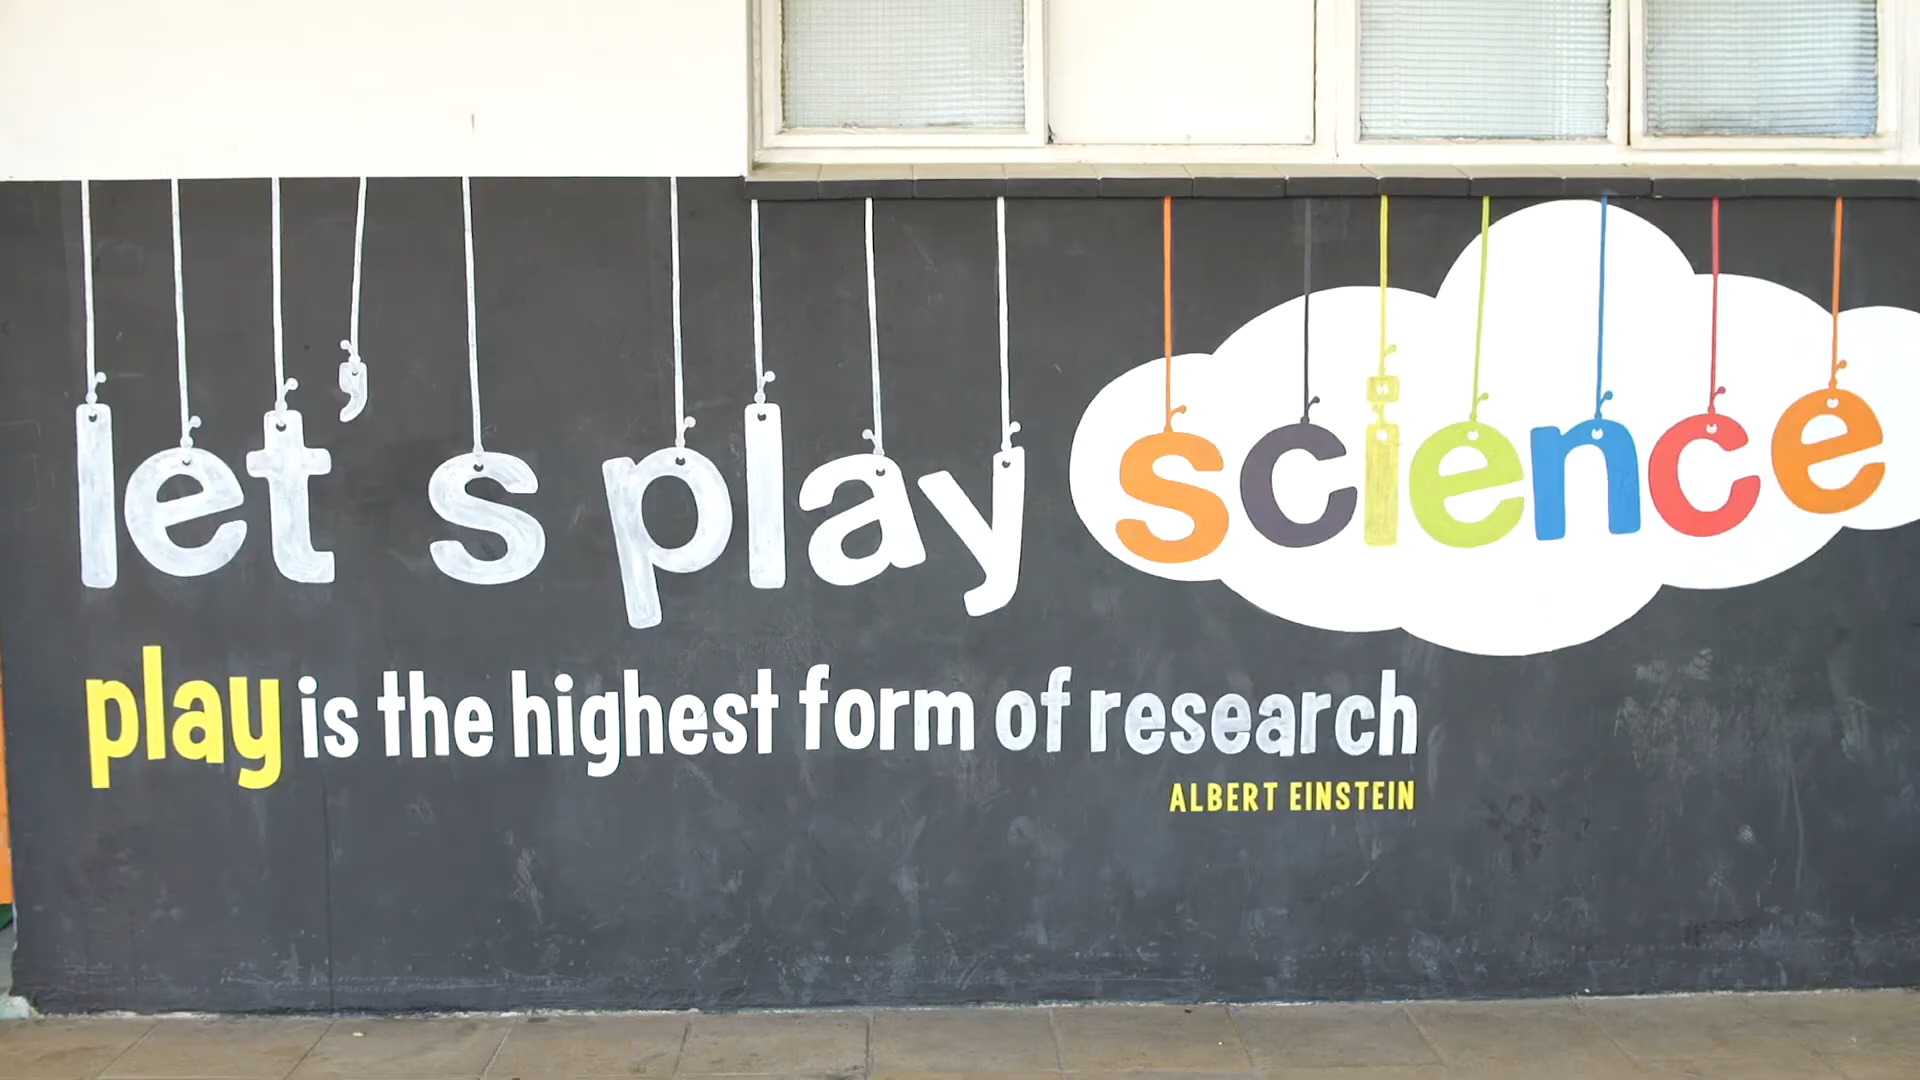 let's play science
play is the highest form of research
ALBERT EINSTEIN